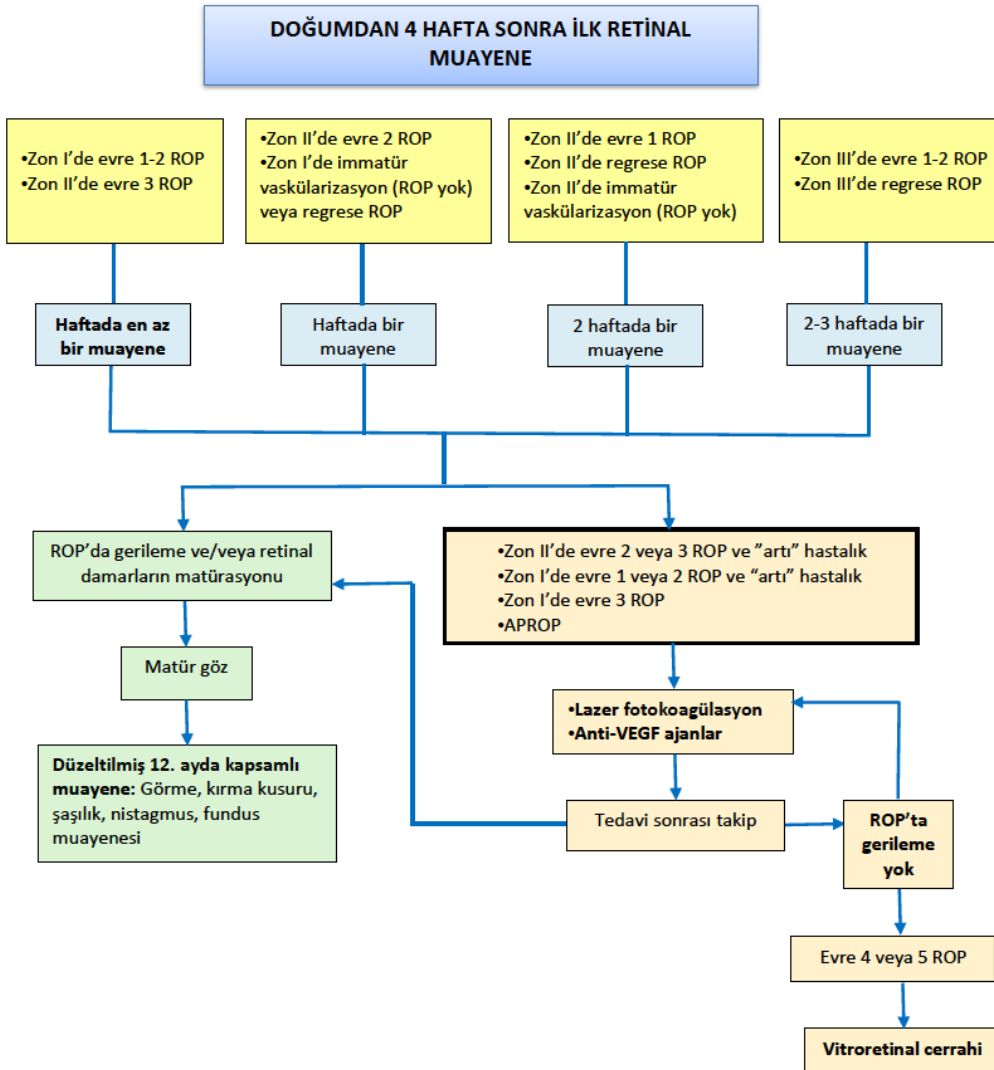 DOĞUMDAN 4 HAFTA SONRA İLK RETİNAL
MUAYENE
•Zon I’de evre 1-2 ROP
•Zon II’de evre 3 ROP
•Zon II’de evre 2 ROP
•Zon I’de immatür
vaskülarizasyon (ROP yok)
veya regrese ROP
•Zon II’de evre 1 ROP
•Zon II’de regrese ROP
•Zon II’de immatür
vaskülarizasyon (ROP yok)
•Zon III’de evre 1-2 ROP
•Zon III’de regrese ROP
Haftada en az
bir muayene
Haftada bir
muayene
2 haftada bir
muayene
2-3 haftada bir
muayene
ROP’da gerileme ve/veya retinal
damarların matürasyonu
•Zon II’de evre 2 veya 3 ROP ve "artı” hastalık
•Zon I’de evre 1 veya 2 ROP ve ”artı” hastalık
•Zon I’de evre 3 ROP
•APROP
Matür göz
•Lazer fotokoagülasyon
•Anti-VEGF ajanlar
Düzeltilmiş 12. ayda kapsamlı
muayene: Görme, kırma kusuru,
şaşılık, nistagmus, fundus
muayenesi
Tedavi sonrası takip
ROP’ta
gerileme
yok
Evre 4 veya 5 ROP
Vitroretinal cerrahi